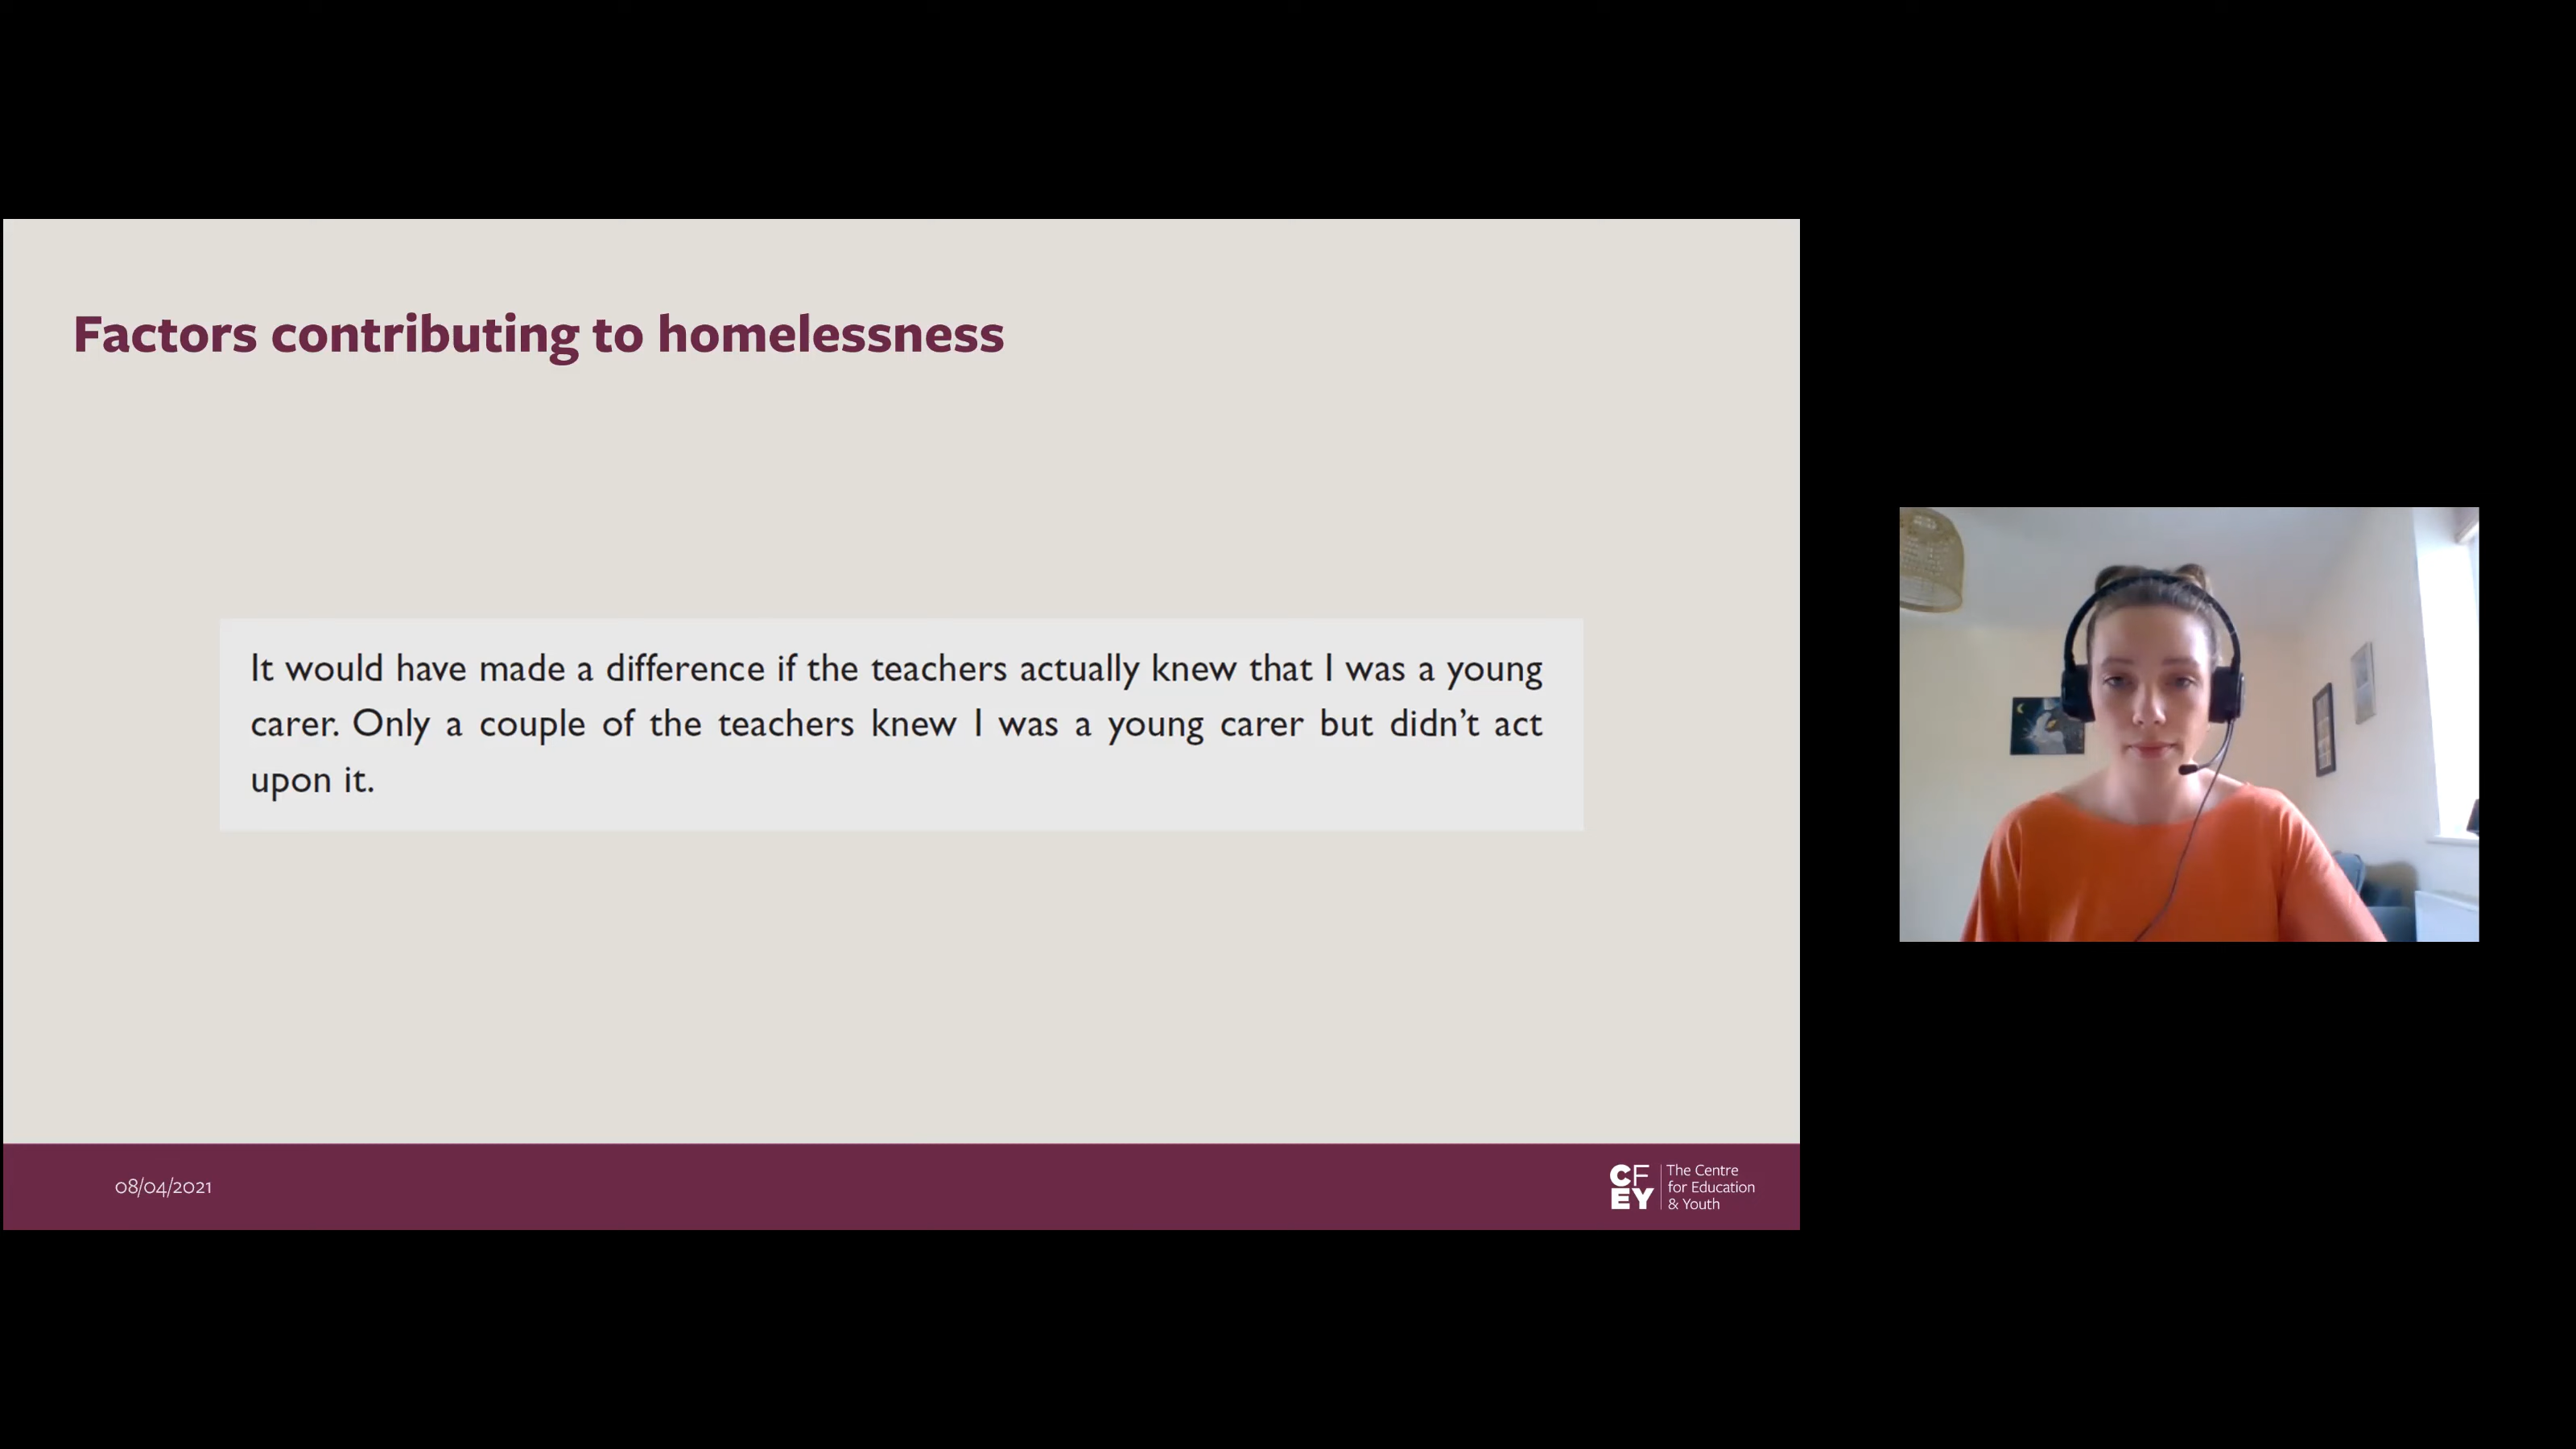 Factors contributing to homelessness
It would have made a difference if the teachers actually knew that I was a young
carer. Only a couple of the teachers knew I was a young carer but didn’t act
upon it.
08/04/2021
CF
EY
The Centre
for Education
& Youth